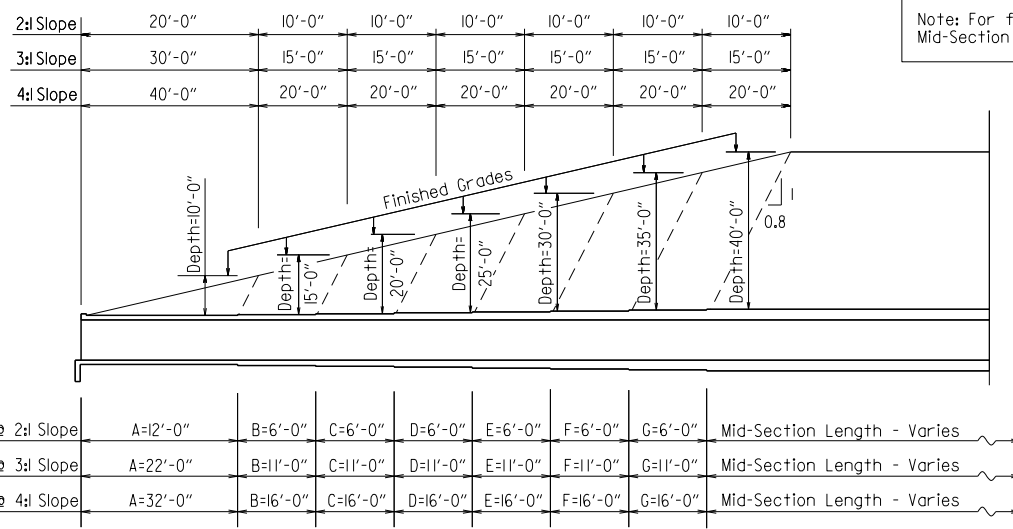 2:1 Slope 20'-0" 10'-0" 10'-0" 10'-0" 10'-0" 10'-0" 10'-0"
3:1 Slope 30'-0" 15'-0" 15'-0" 15'-0" 15'-0" 15'-0" 15'-0"
4:1 Slope 40'-0" 20'-0" 20'-0" 20'-0" 20'-0" 20'-0" 20'-0"
Note: For f
Mid-Section
Finished Grades
Depth=10'-0"
Depth=
15'-0"
Depth=
20'-0"
Depth=
25'-0"
Depth=30'-0"
Depth=35'-0"
Depth=40'-0"
1
0.8
2:1 Slope A=12'-0" B=6'-0" C=6'-0" D=6'-0" E=6'-0" F=6'-0" G=6'-0" Mid-Section Length - Varies
3:1 Slope A=22'-0" B=11'-0" C=11'-0" D=11'-0" E=11'-0" F=11'-0" G=11'-0" Mid-Section Length - Varies
4:1 Slope A=32'-0" B=16'-0" C=16'-0" D=16'-0" E=16'-0" F=16'-0" G=16'-0" Mid-Section Length - Varies